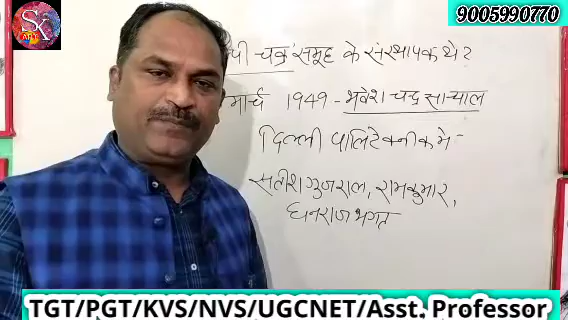 SK
9005990770
पी चक्र समूह के संस्थापक थे ?
मार्च 1949 - भवेश चन्द्र सान्याल
दिल्ली पालिटेक्नीक मे -
सतीश गुजराल, रामकुमार,
धनराज भगत
TGT/PGT/KVS/NVS/UGCNET/Asst. Professor